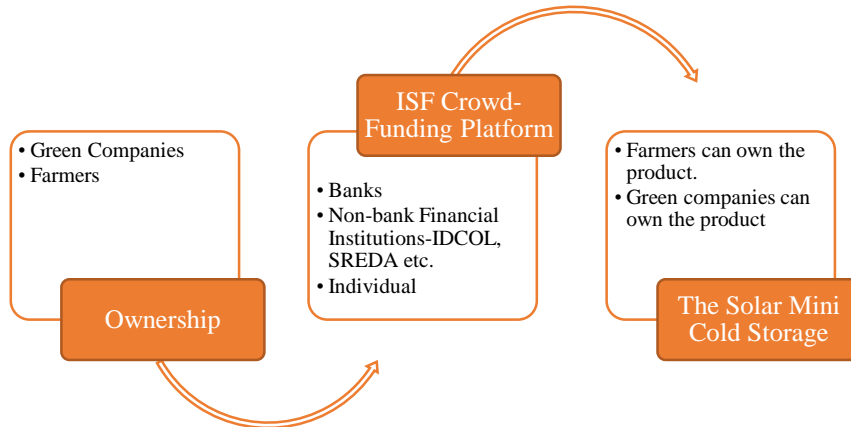 • Green Companies
• Farmers
Ownership
ISF Crowd-
Funding Platform
• Banks
• Non-bank Financial
Institutions-IDCOL,
SREDA etc.
• Individual
• Farmers can own the
product.
• Green companies can
own the product
The Solar Mini
Cold Storage